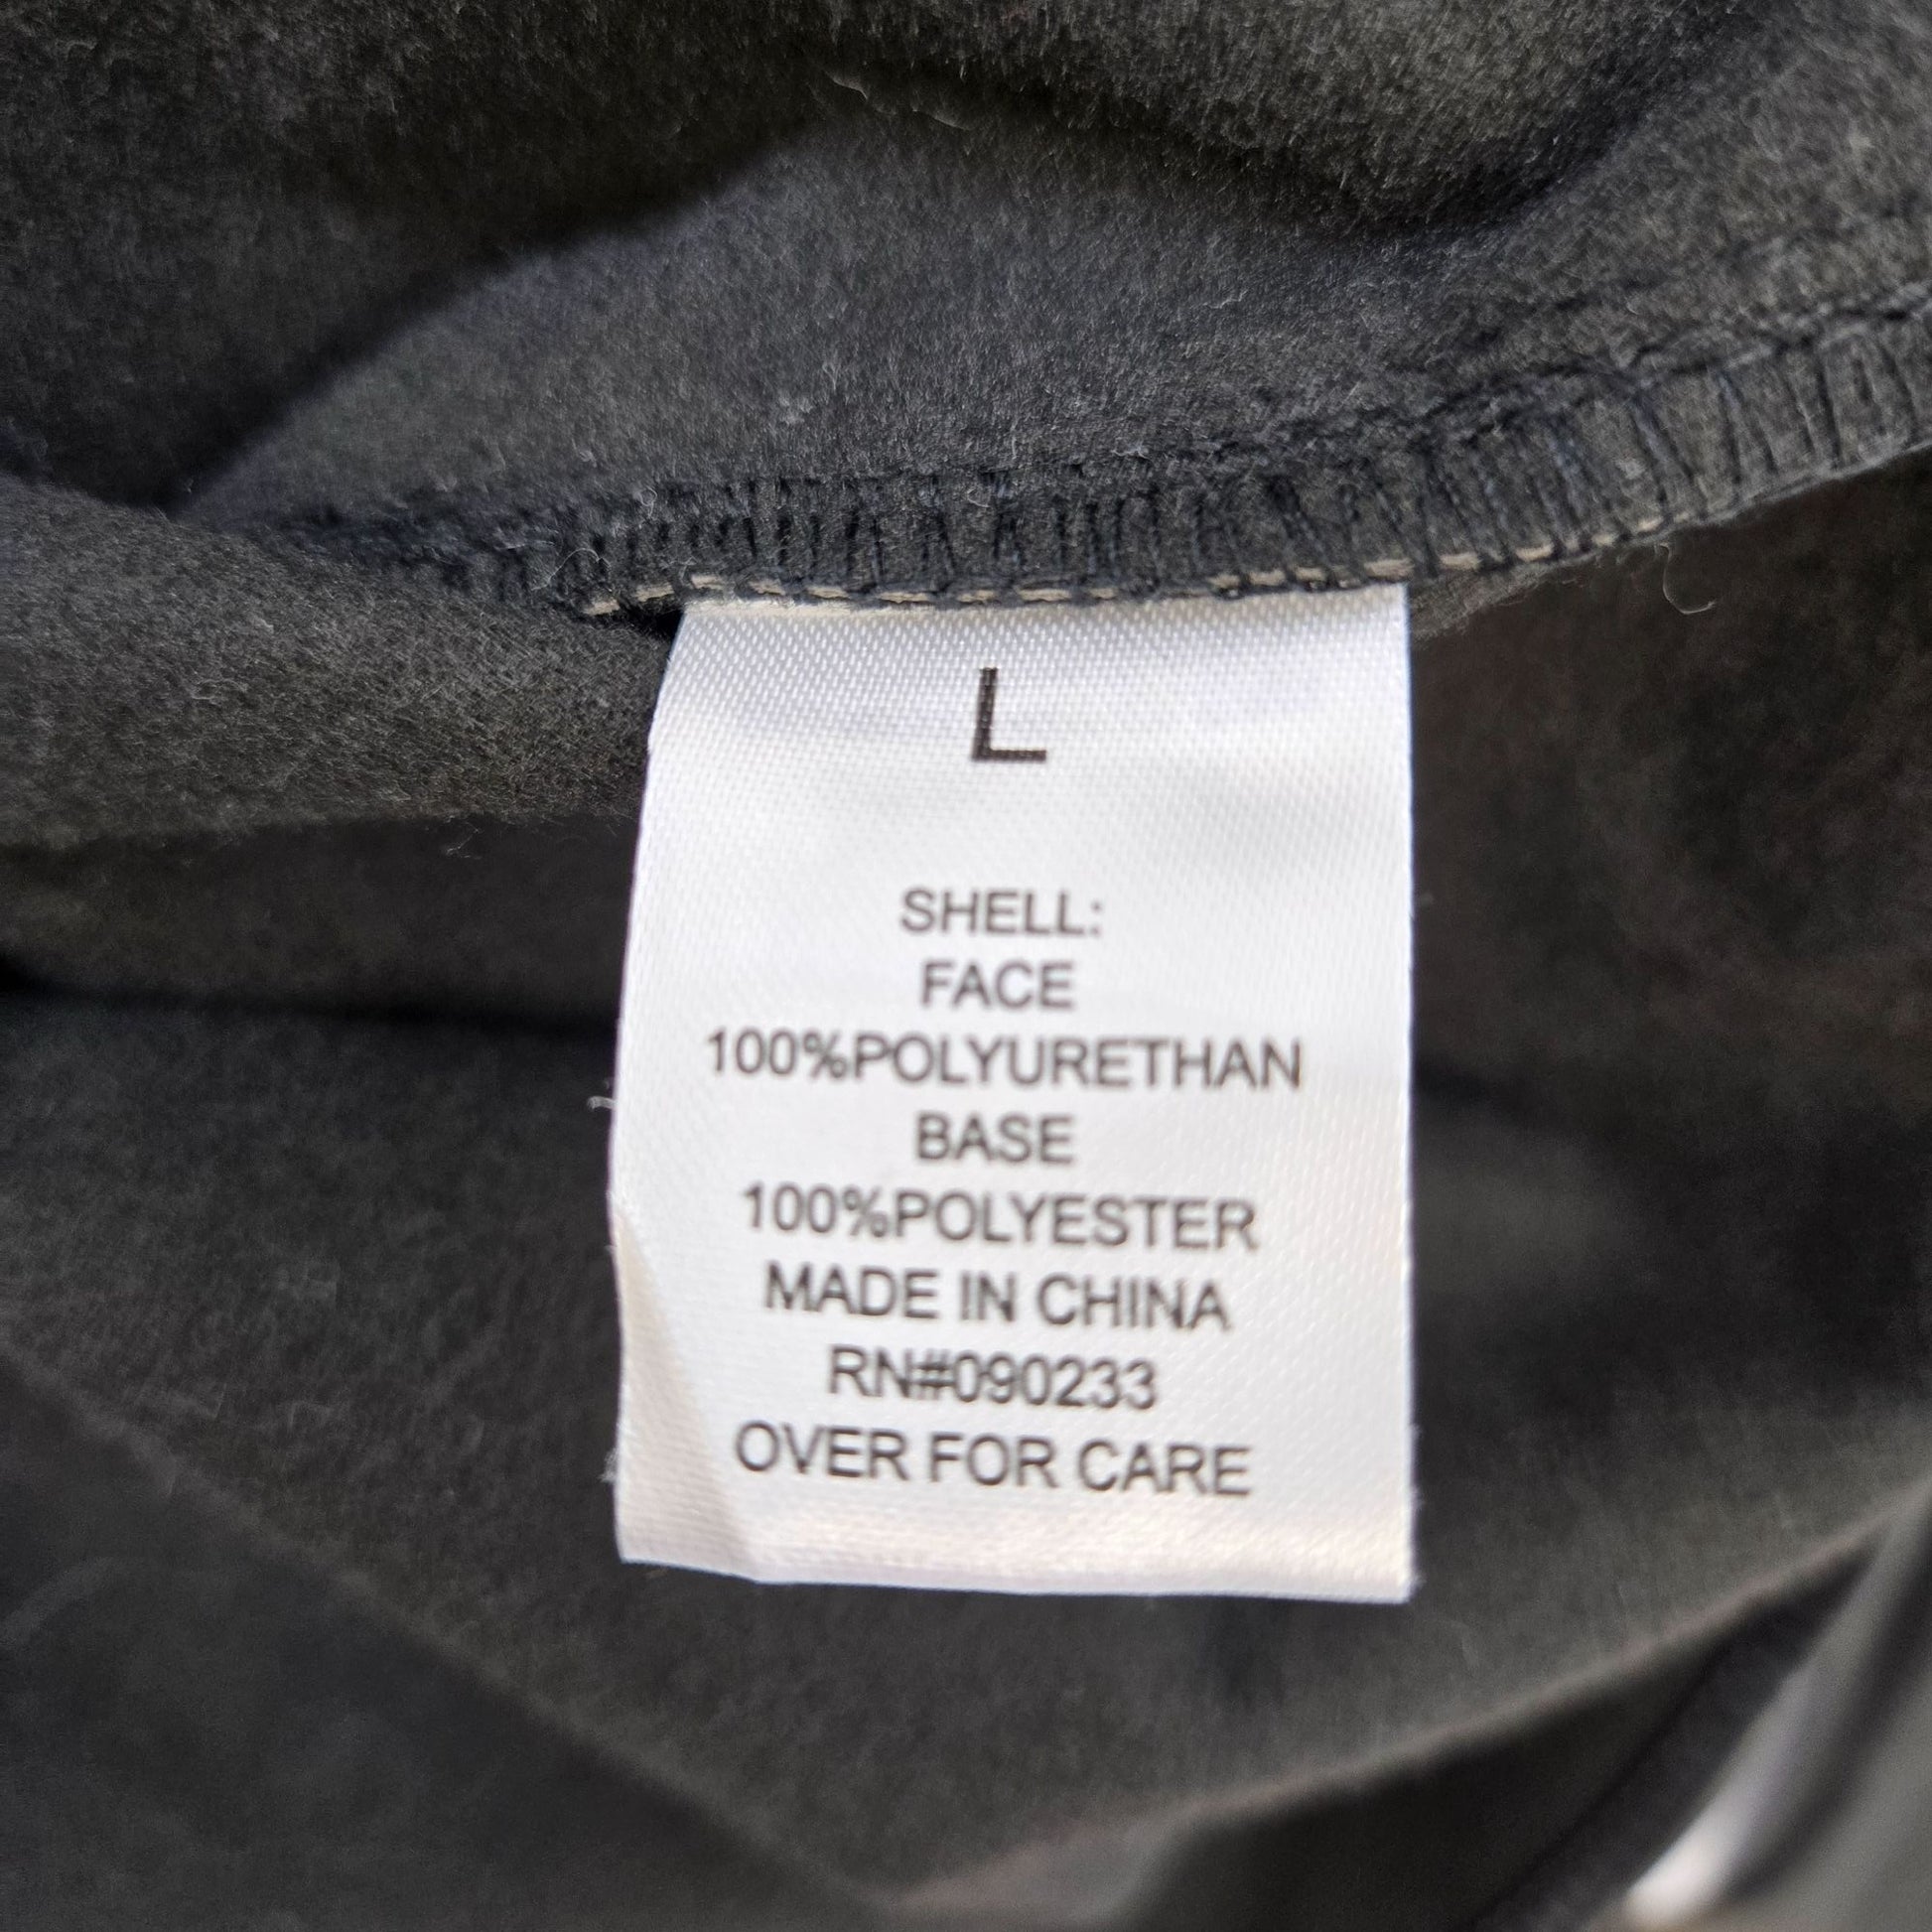 L
SHELL:
FACE
100%POLYURETHAN
BASE
100%POLYESTER
MADE IN CHINA
RN#090233
OVER FOR CARE